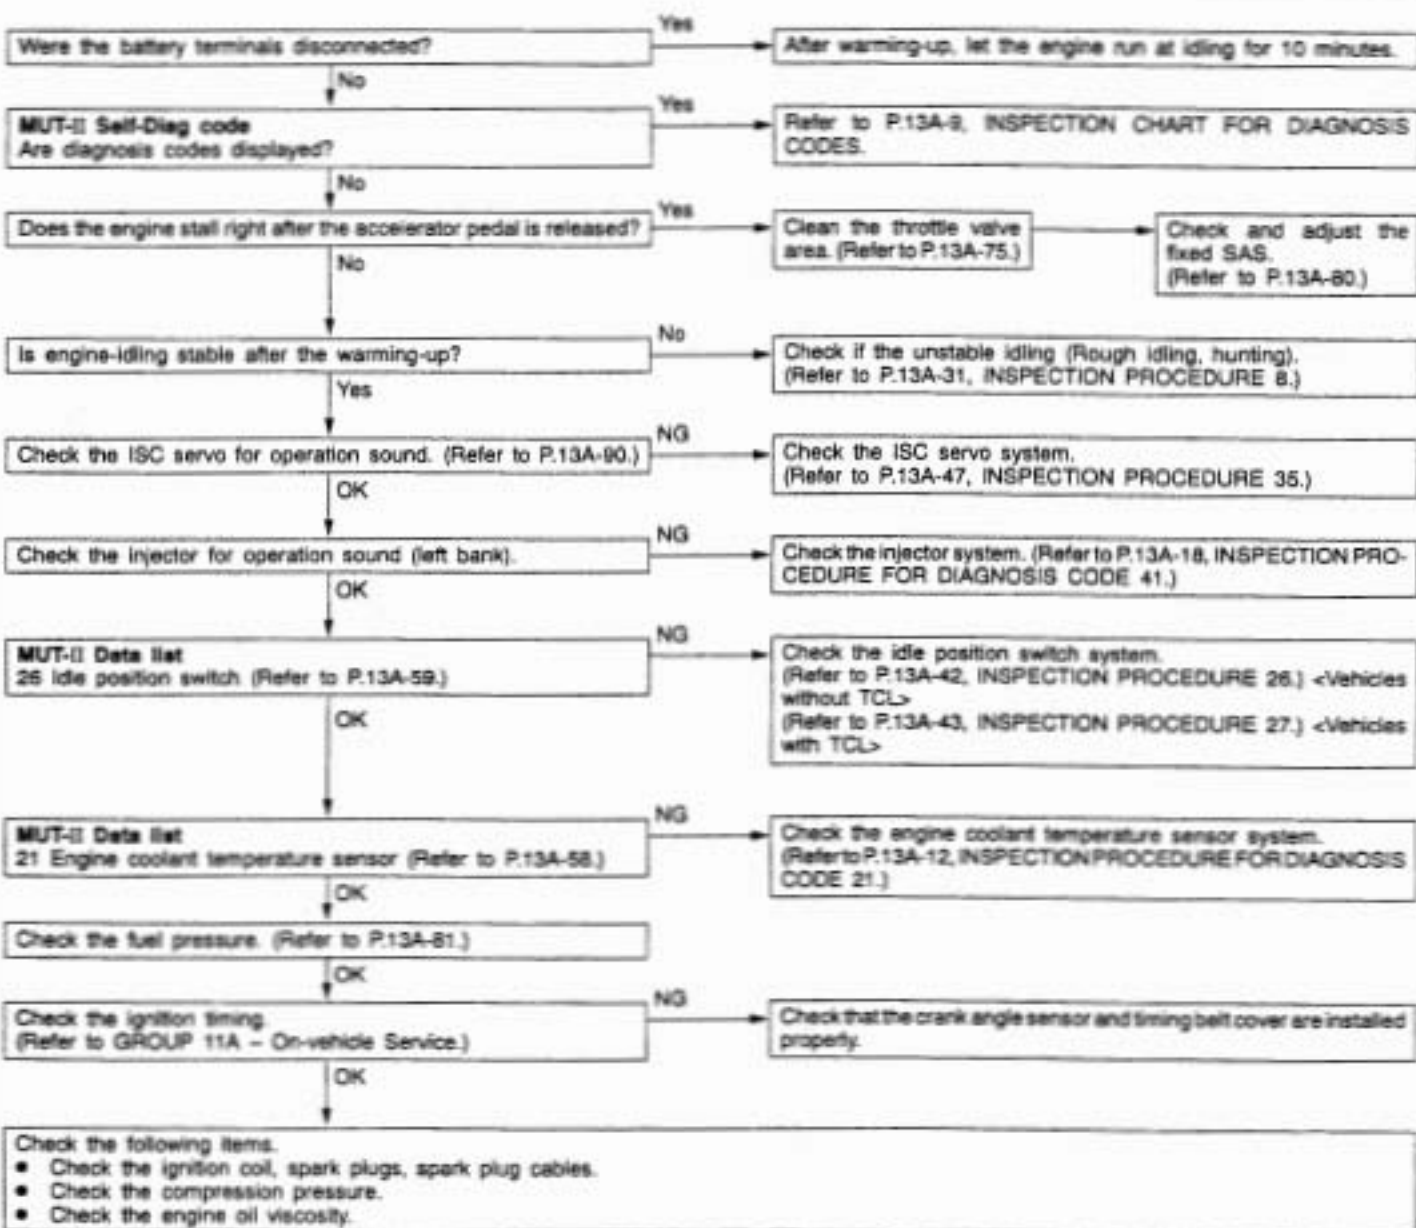 Yes
Were the battery terminals disconnected?
After warming-up, let the engine run at idling for 10 minutes.
No
MUT-II Self-Diag code
Are diagnosis codes displayed?
Yes
Refer to P.13A-9, INSPECTION CHART FOR DIAGNOSIS
CODES.
No
Does the engine stall right after the accelerator pedal is released?
Yes
Clean the throttle valve
area. (Refer to P.13A-75.)
Check and adjust the
fixed SAS.
(Refer to P.13A-80.)
No
Is engine-idling stable after the warming-up?
No
Check if the unstable idling (Rough idling, hunting).
(Refer to P.13A-31, INSPECTION PROCEDURE 8.)
Yes
Check the ISC servo for operation sound. (Refer to P.13A-90.)
NG
Check the ISC servo system.
(Refer to P.13A-47, INSPECTION PROCEDURE 35.)
OK
Check the injector for operation sound (left bank).
NG
Check the injector system. (Refer to P.13A-18, INSPECTION PRO-
CEDURE FOR DIAGNOSIS CODE 41.)
OK
MUT-II Data list
26 Idle position switch (Refer to P.13A-59.)
NG
Check the idle position switch system.
(Refer to P.13A-42, INSPECTION PROCEDURE 26.) <Vehicles
without TCL>
(Refer to P.13A-43, INSPECTION PROCEDURE 27.) <Vehicles
with TCL>
OK
MUT-II Data list
21 Engine coolant temperature sensor (Refer to P.13A-58.)
NG
Check the engine coolant temperature sensor system.
(Refer to P.13A-12, INSPECTION PROCEDURE FOR DIAGNOSIS
CODE 21.)
OK
Check the fuel pressure. (Refer to P.13A-81.)
OK
Check the ignition timing.
(Refer to GROUP 11A – On-vehicle Service.)
NG
Check that the crank angle sensor and timing belt cover are installed
properly.
OK
Check the following items.
● Check the ignition coil, spark plugs, spark plug cables.
● Check the compression pressure.
● Check the engine oil viscosity.